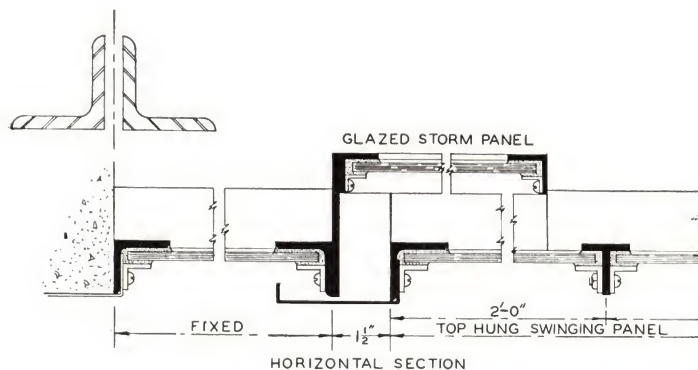 GLAZED STORM PANEL
2'-0"
FIXED
1½"
TOP HUNG SWINGING PANEL
HORIZONTAL SECTION